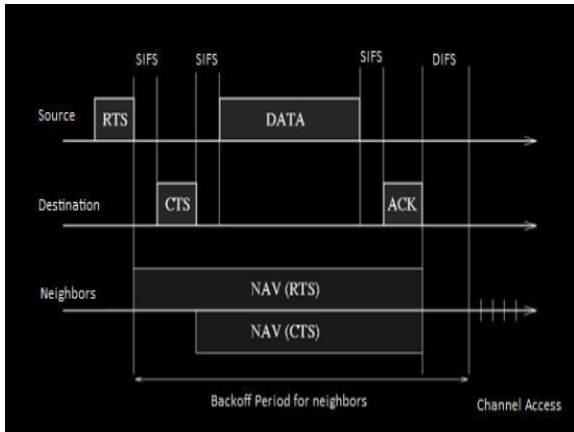 SIFS SIFS SIFS DIFS
Source RTS DATA
Destination CTS ACK
Neighbors NAV (RTS)
NAV (CTS)
Backoff Period for neighbors
Channel Access